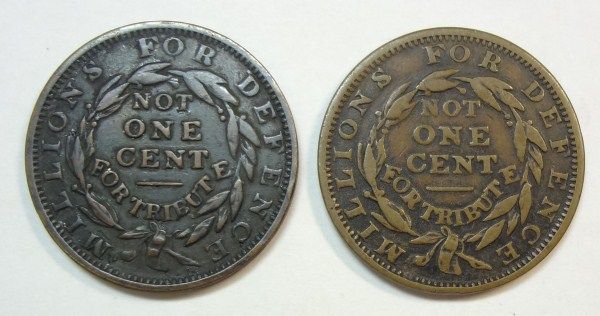 MILLIONS FOR DEFENCE
NOT
ONE
CENT
FOR TRIBUTE
MILLIONS FOR DEFENCE
NOT
ONE
CENT
FOR TRIBUTE